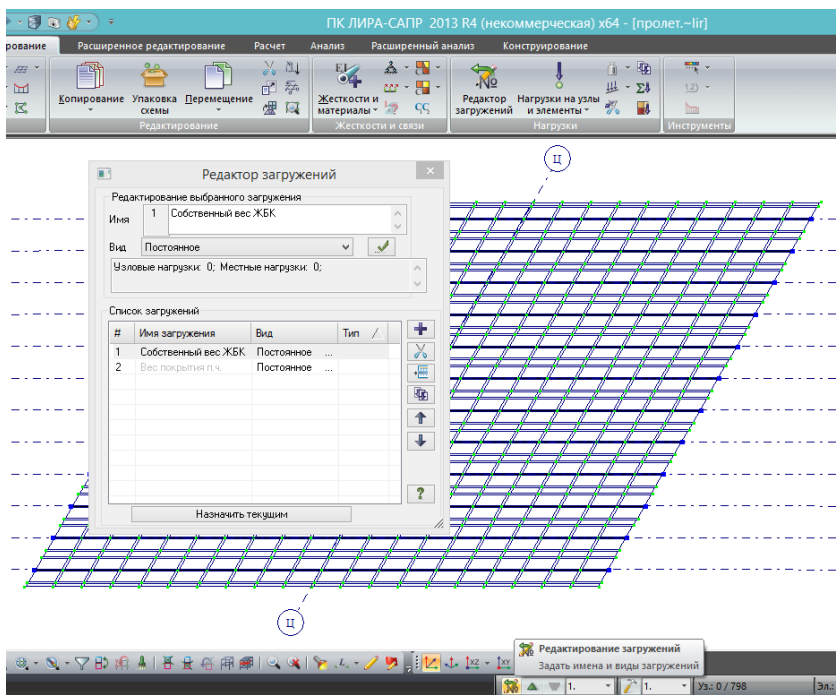 ПК ЛИРА-САПР 2013 R4 (некоммерческая) x64 - [пролет.~lir]
рование Расширенное редактирование Расчет Анализ Расширенный анализ Конструирование
Копирование Упаковка схемы Перемещение
Жесткости и материалы
Редактор загружений
Нагрузки на узлы и элементы
Редактирование Жесткости и связи Нагрузки Инструменты
Ц
Редактор загружений
Редактирование выбранного загружения
Имя 1 Собственный вес ЖБК
Вид Постоянное
Узловые нагрузки: 0; Местные нагрузки: 0;
Список загружений
# Имя загружения Вид Тип
1 Собственный вес ЖБК Постоянное ...
2 Вес покрытия п.ч. Постоянное ...
Назначить текущим
Ц
Редактирование загружений
Задать имена и виды загружений
1. 1. Уз.: 0 / 798 Эл.: